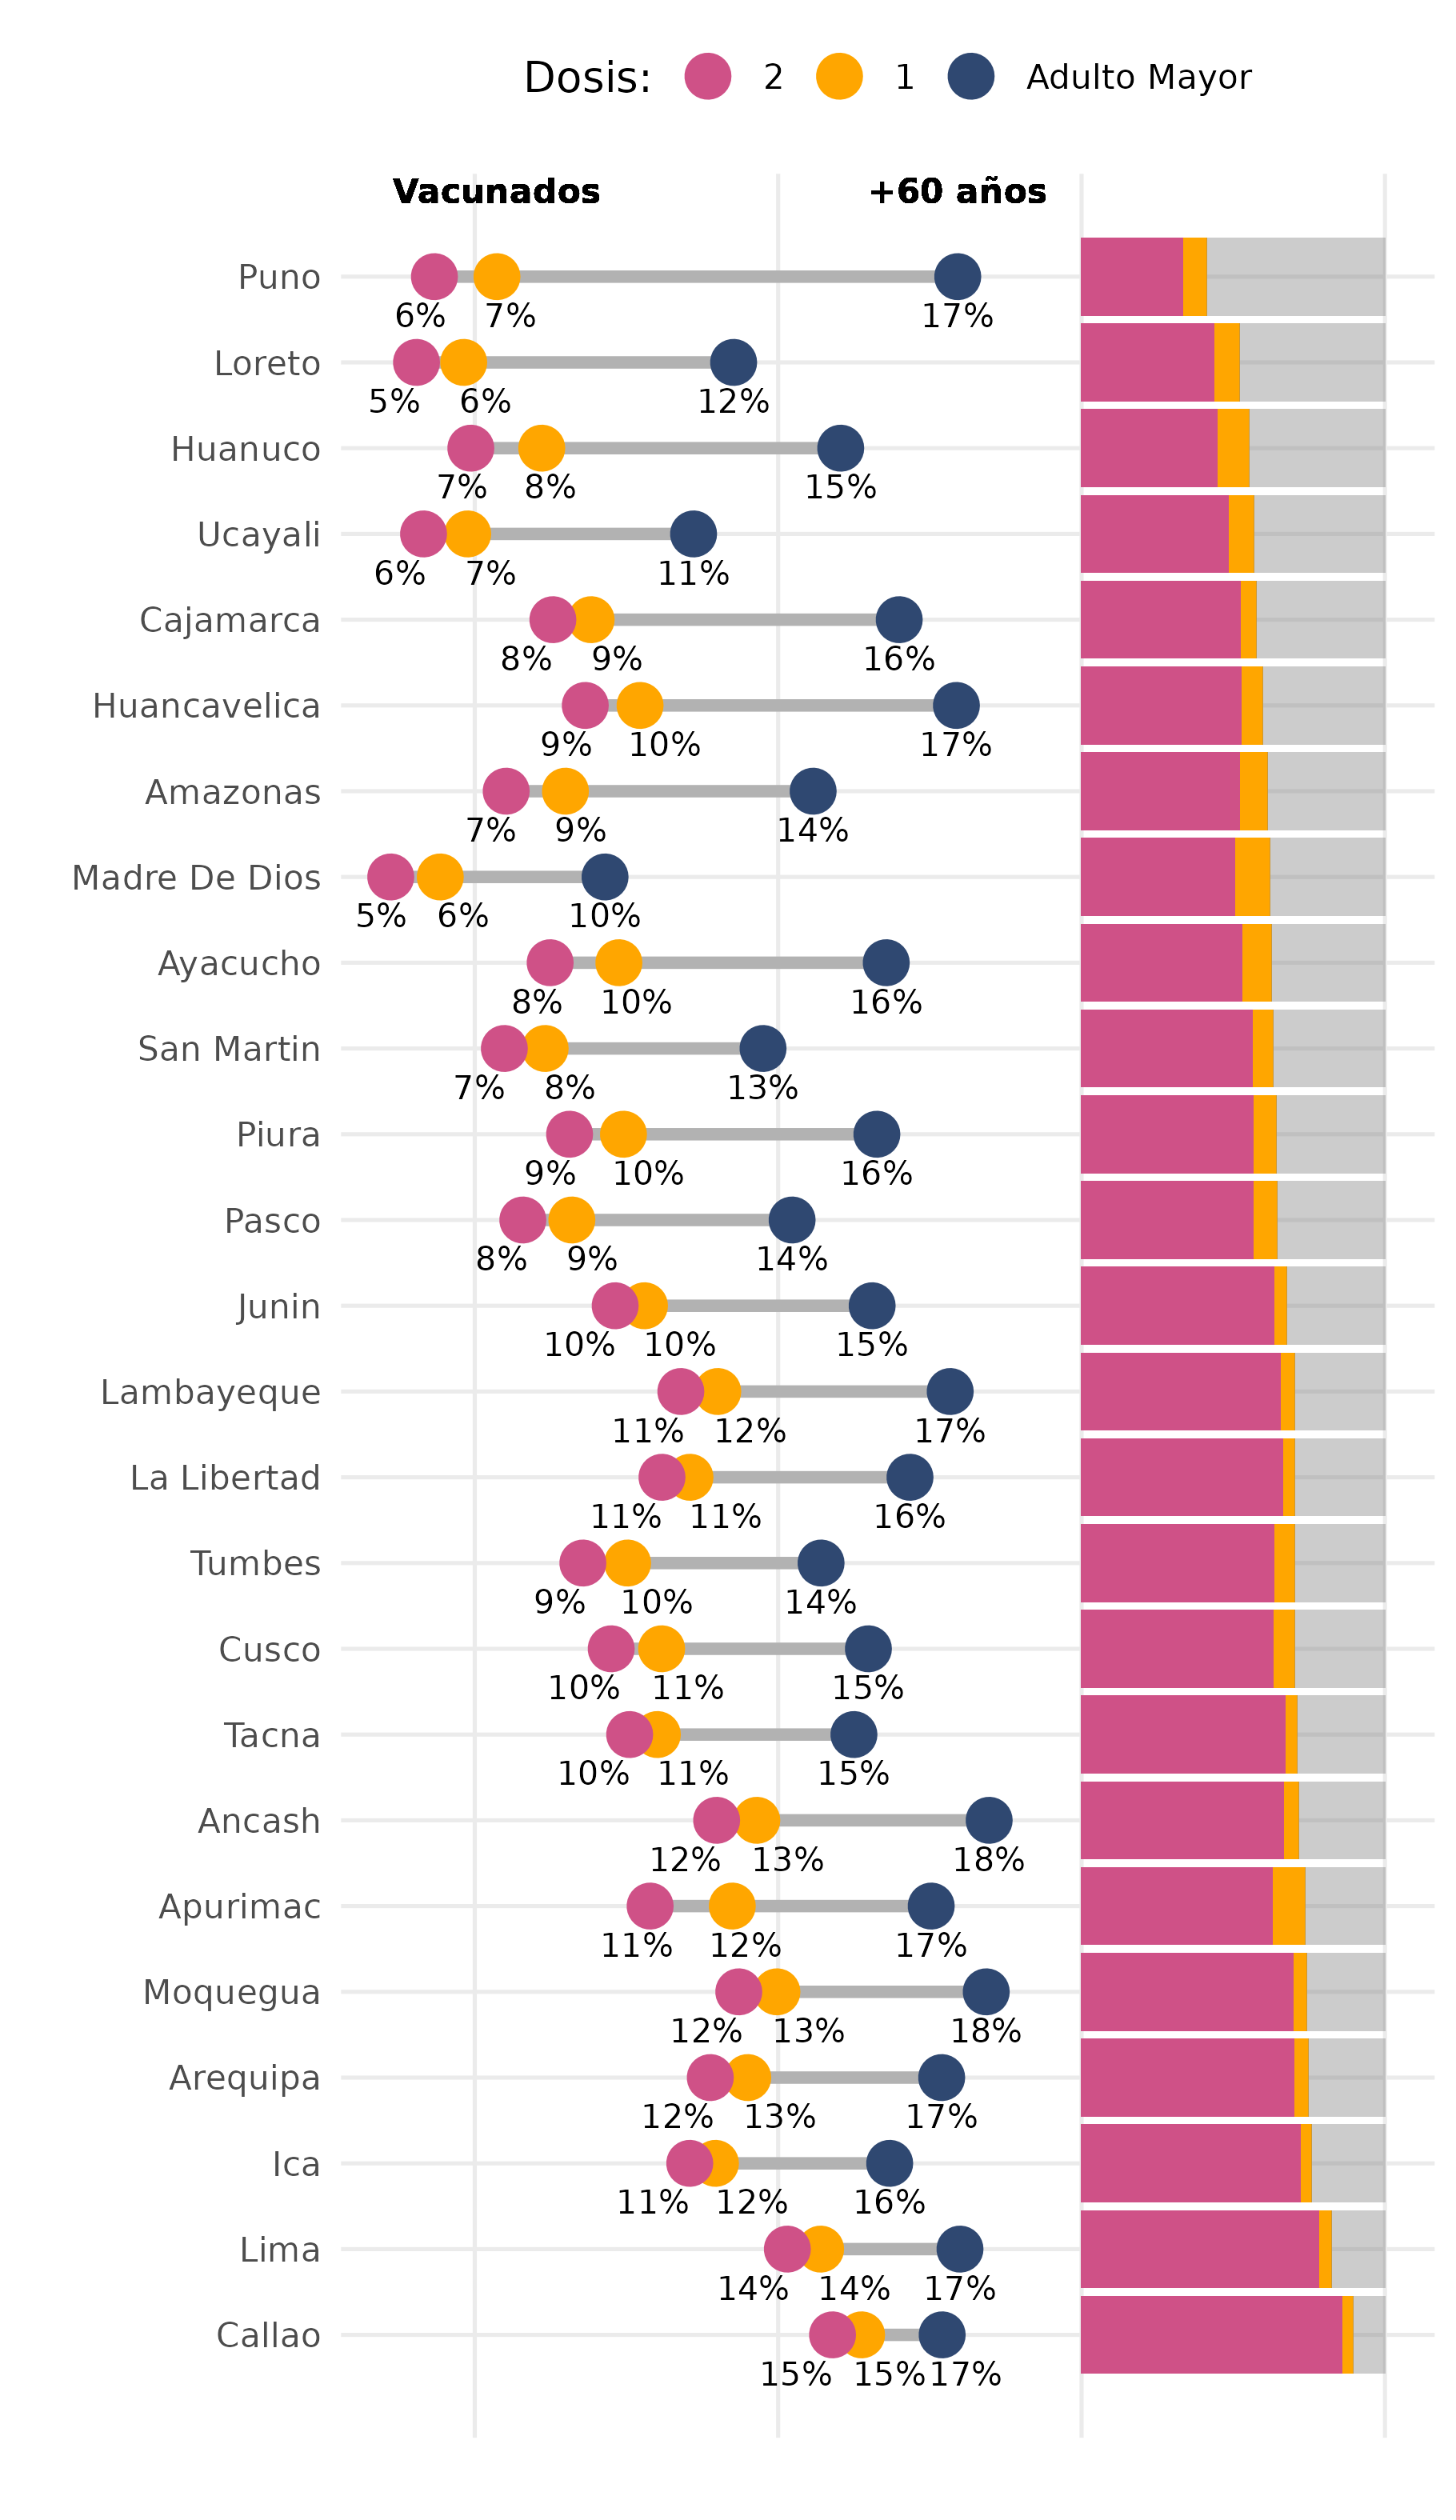 Dosis: 2 1 Adulto Mayor
Vacunados +60 años
Puno
6% 7% 17%
Loreto
5% 6% 12%
Huanuco
7% 8% 15%
Ucayali
6% 7% 11%
Cajamarca
8% 9% 16%
Huancavelica
9% 10% 17%
Amazonas
7% 9% 14%
Madre De Dios
5% 6% 10%
Ayacucho
8% 10% 16%
San Martin
7% 8% 13%
Piura
9% 10% 16%
Pasco
8% 9% 14%
Junin
10% 10% 15%
Lambayeque
11% 12% 17%
La Libertad
11% 11% 16%
Tumbes
9% 10% 14%
Cusco
10% 11% 15%
Tacna
10% 11% 15%
Ancash
12% 13% 18%
Apurimac
11% 12% 17%
Moquegua
12% 13% 18%
Arequipa
12% 13% 17%
Ica
11% 12% 16%
Lima
14% 14% 17%
Callao
15% 15% 17%